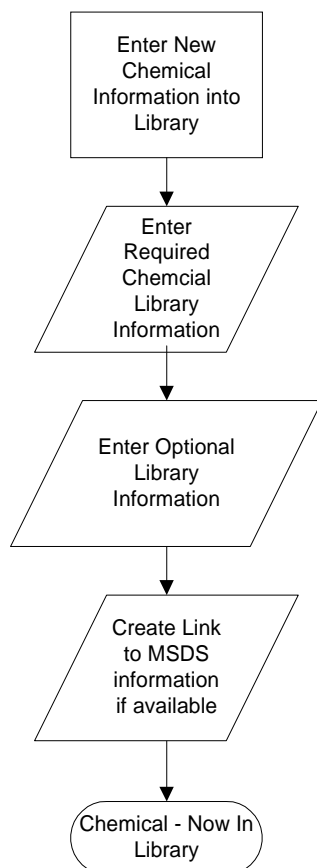 Enter New
Chemical
Information into
Library
Enter
Required
Chemcial
Library
Information
Enter Optional
Library
Information
Create Link
to MSDS
information
if available
Chemical - Now In
Library